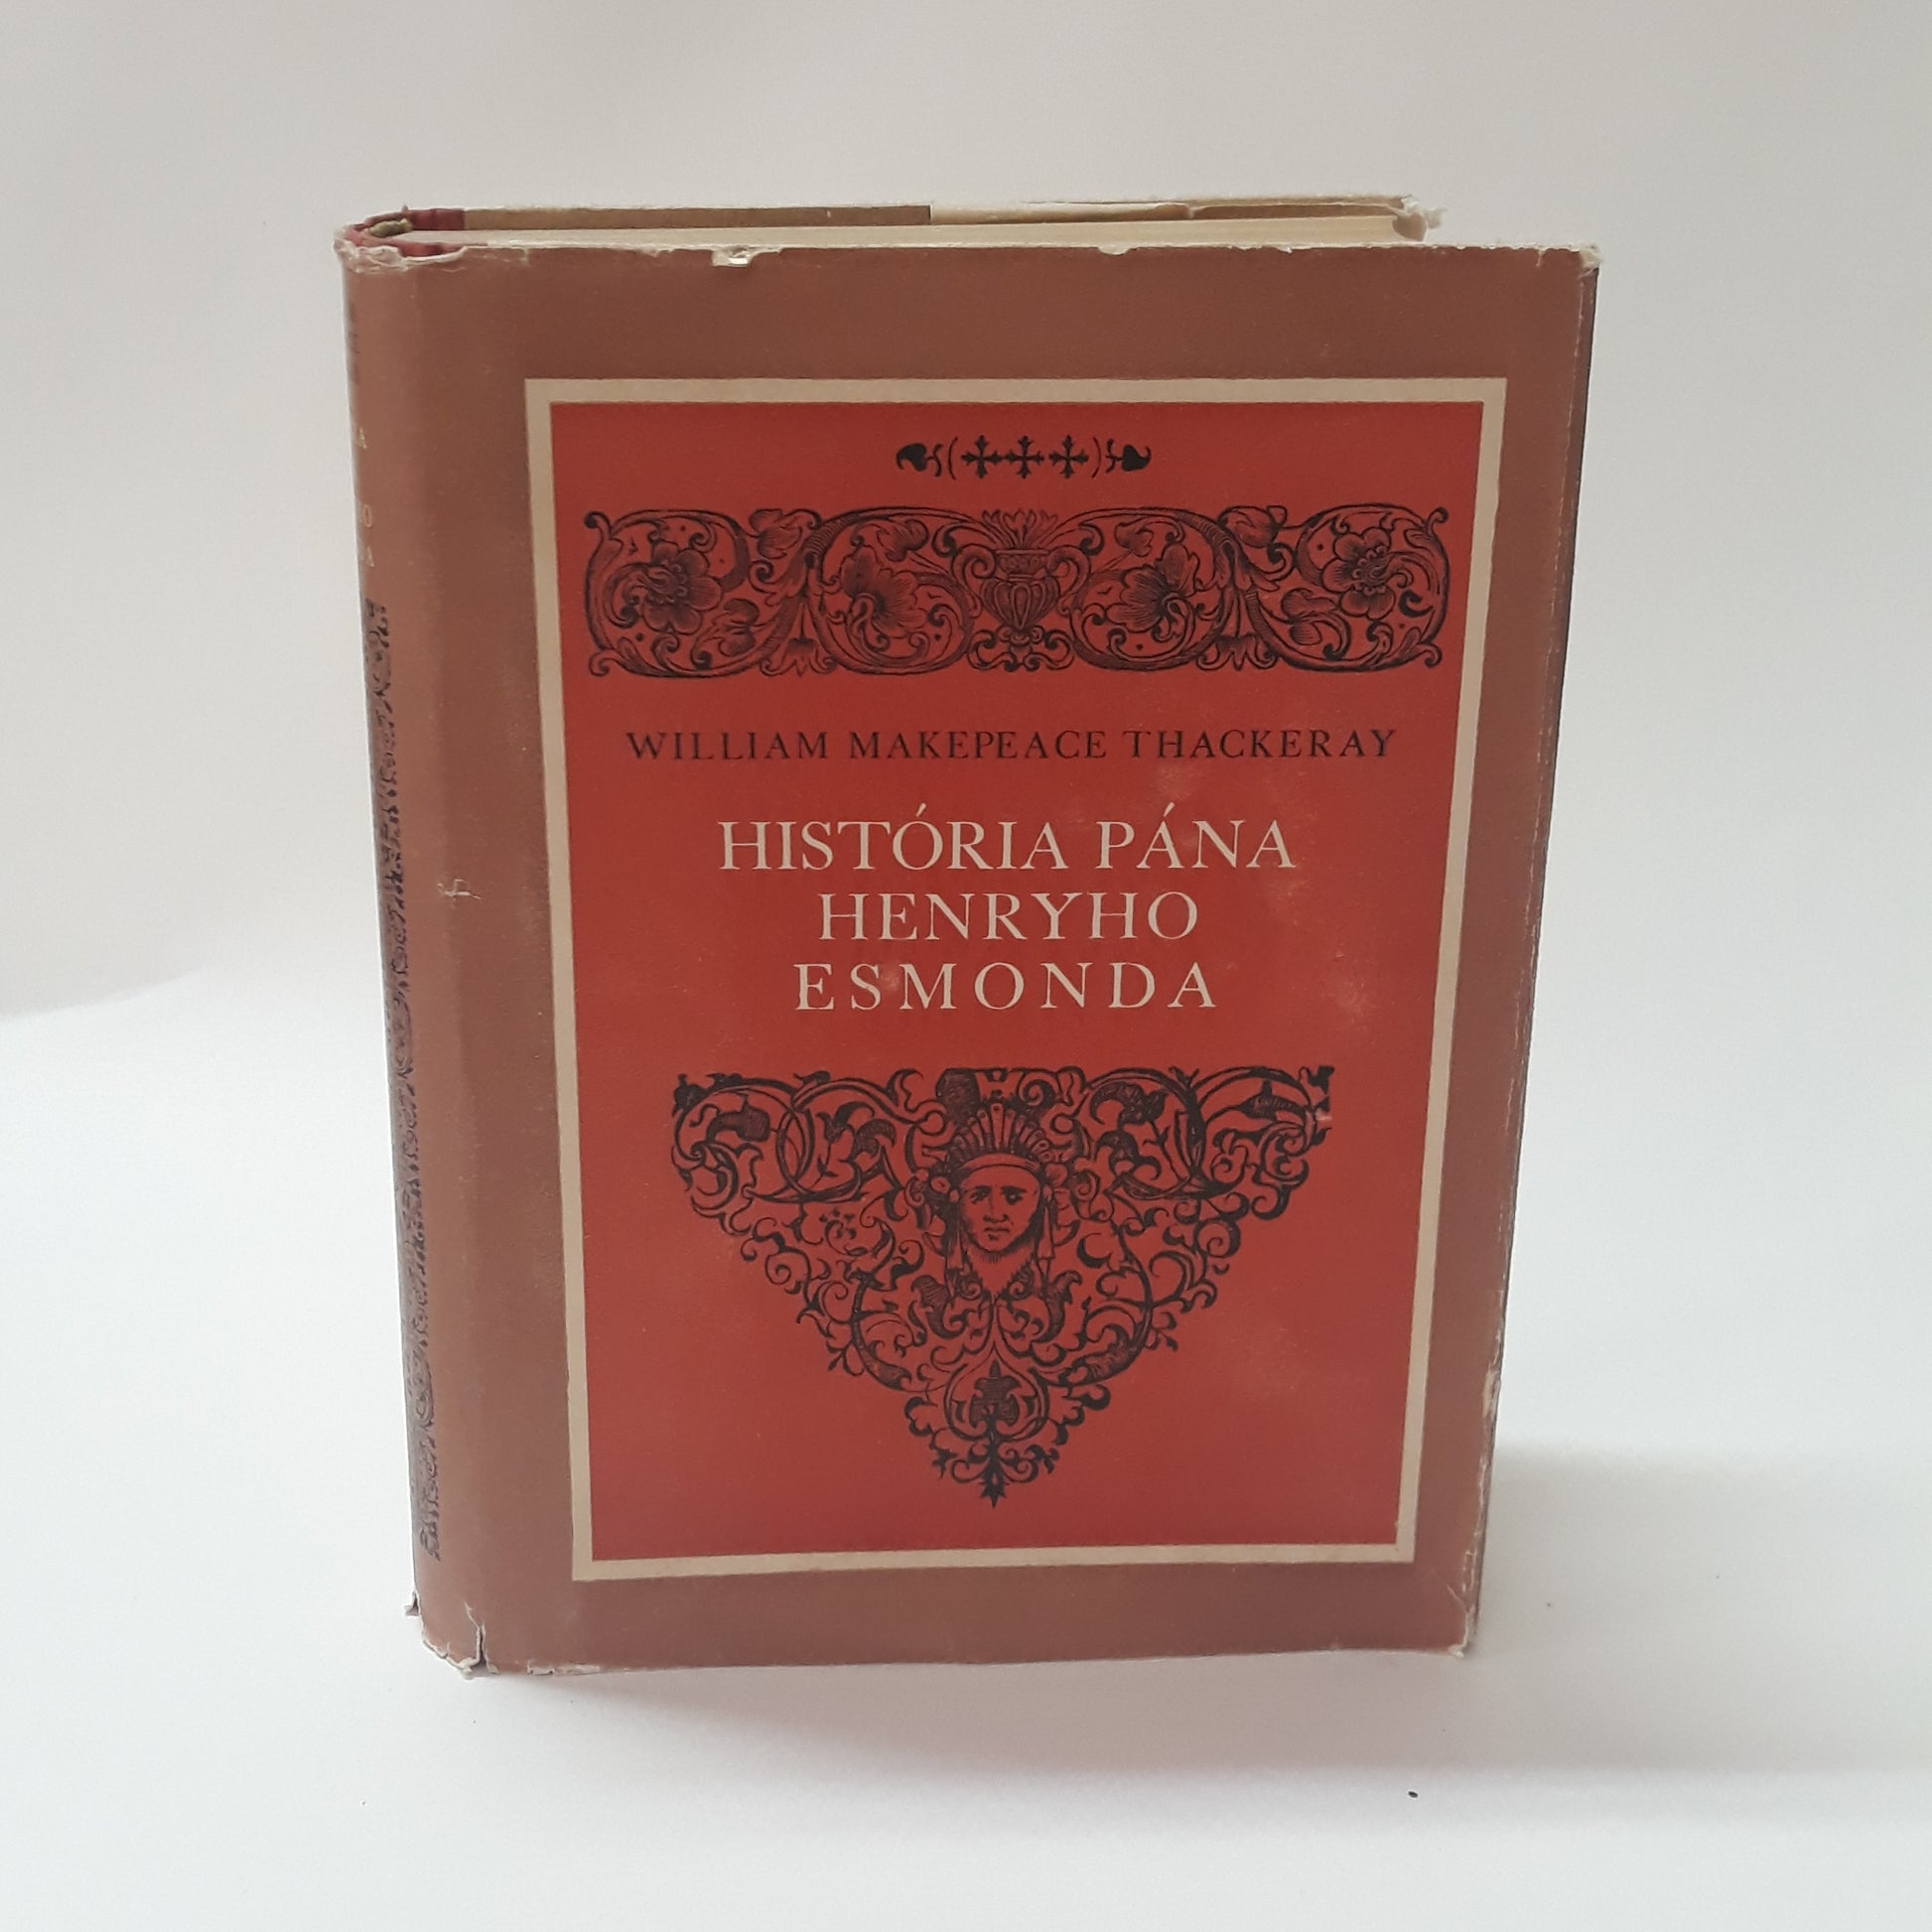 WILLIAM MAKEPEACE THACKERAY
HISTÓRIA PÁNA
HENRYHO
ESMONDA